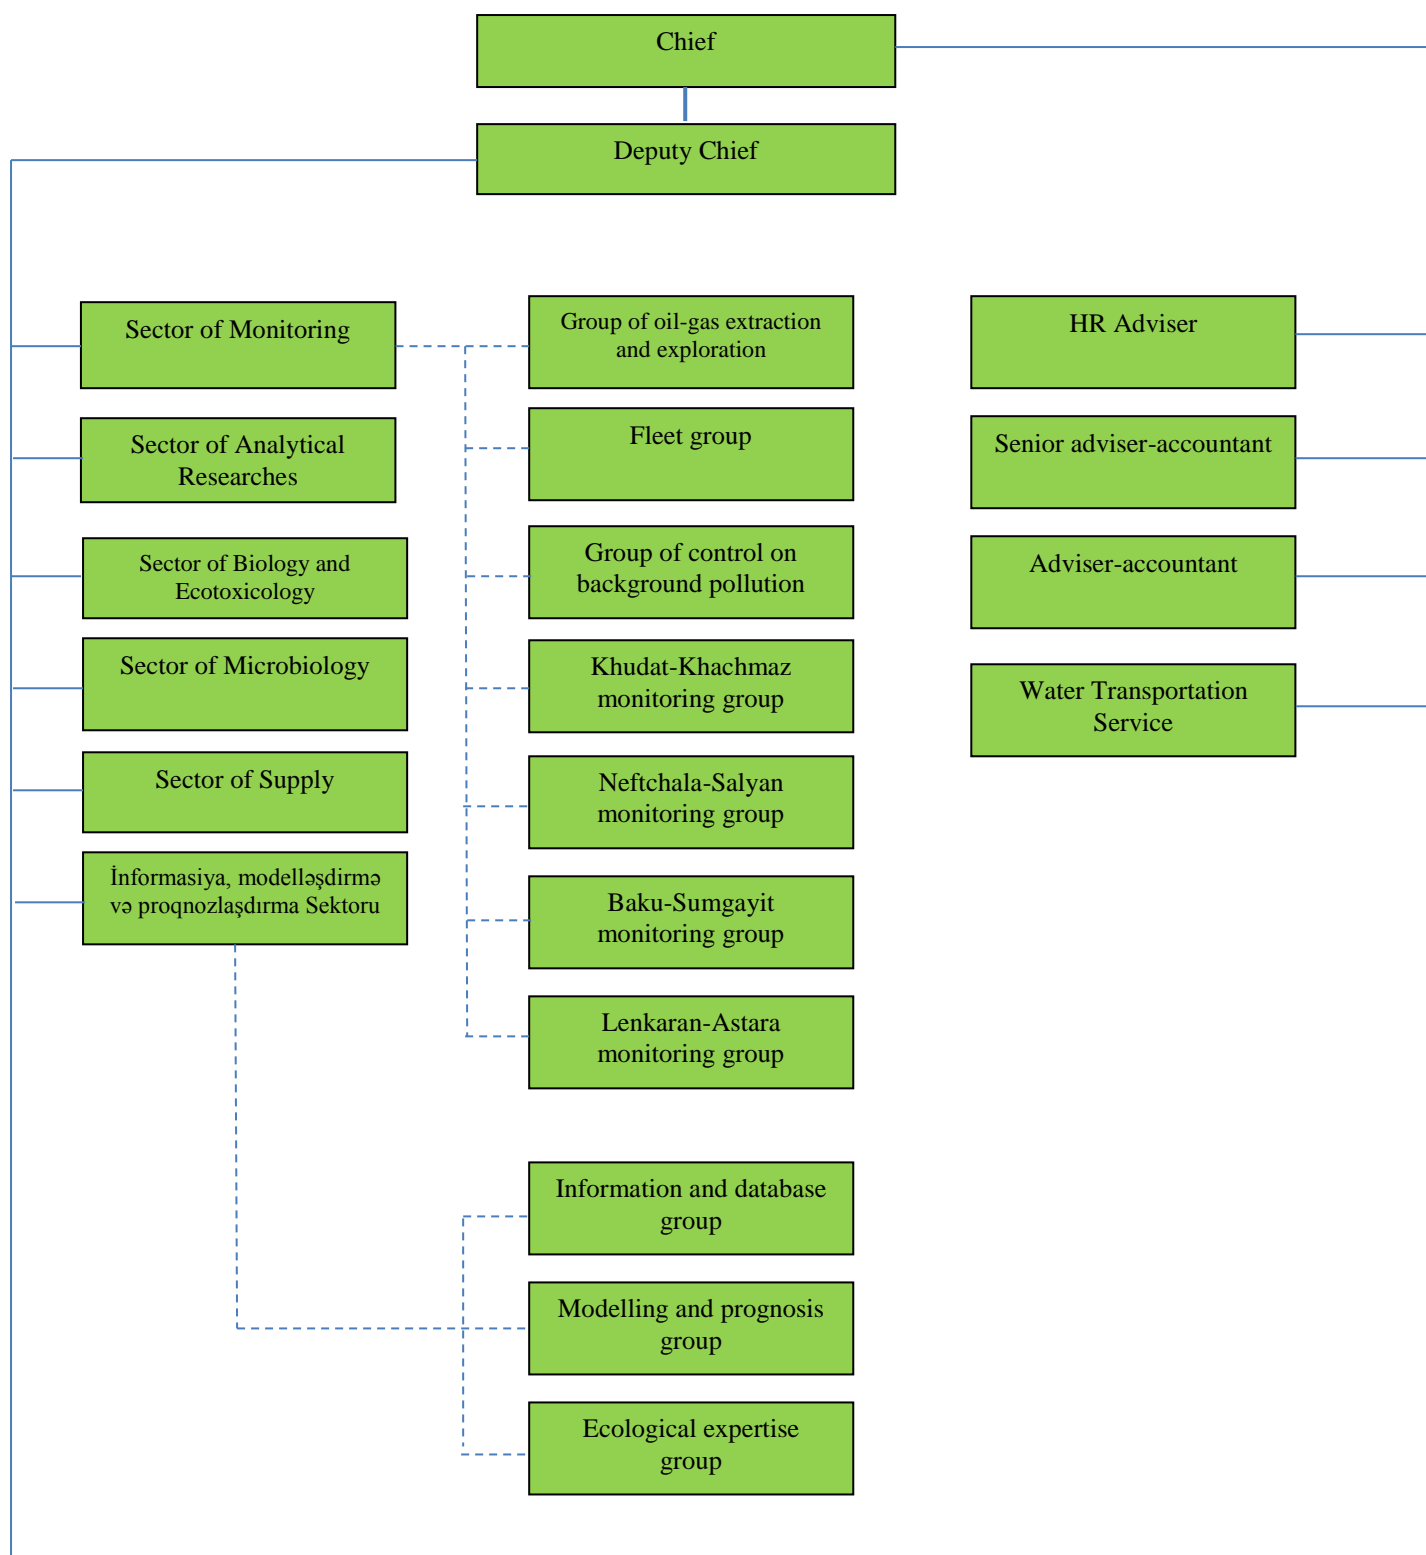 Chief
Deputy Chief
Sector of Monitoring
Sector of Analytical
Researches
Sector of Biology and
Ecotoxicology
Sector of Microbiology
Sector of Supply
İnformasiya, modelləşdirmə
və proqnozlaşdırma Sektoru
Group of oil-gas extraction
and exploration
Fleet group
Group of control on
background pollution
Khudat-Khachmaz
monitoring group
Neftchala-Salyan
monitoring group
Baku-Sumgayit
monitoring group
Lenkaran-Astara
monitoring group
Information and database
group
Modelling and prognosis
group
Ecological expertise
group
HR Adviser
Senior adviser-accountant
Adviser-accountant
Water Transportation
Service